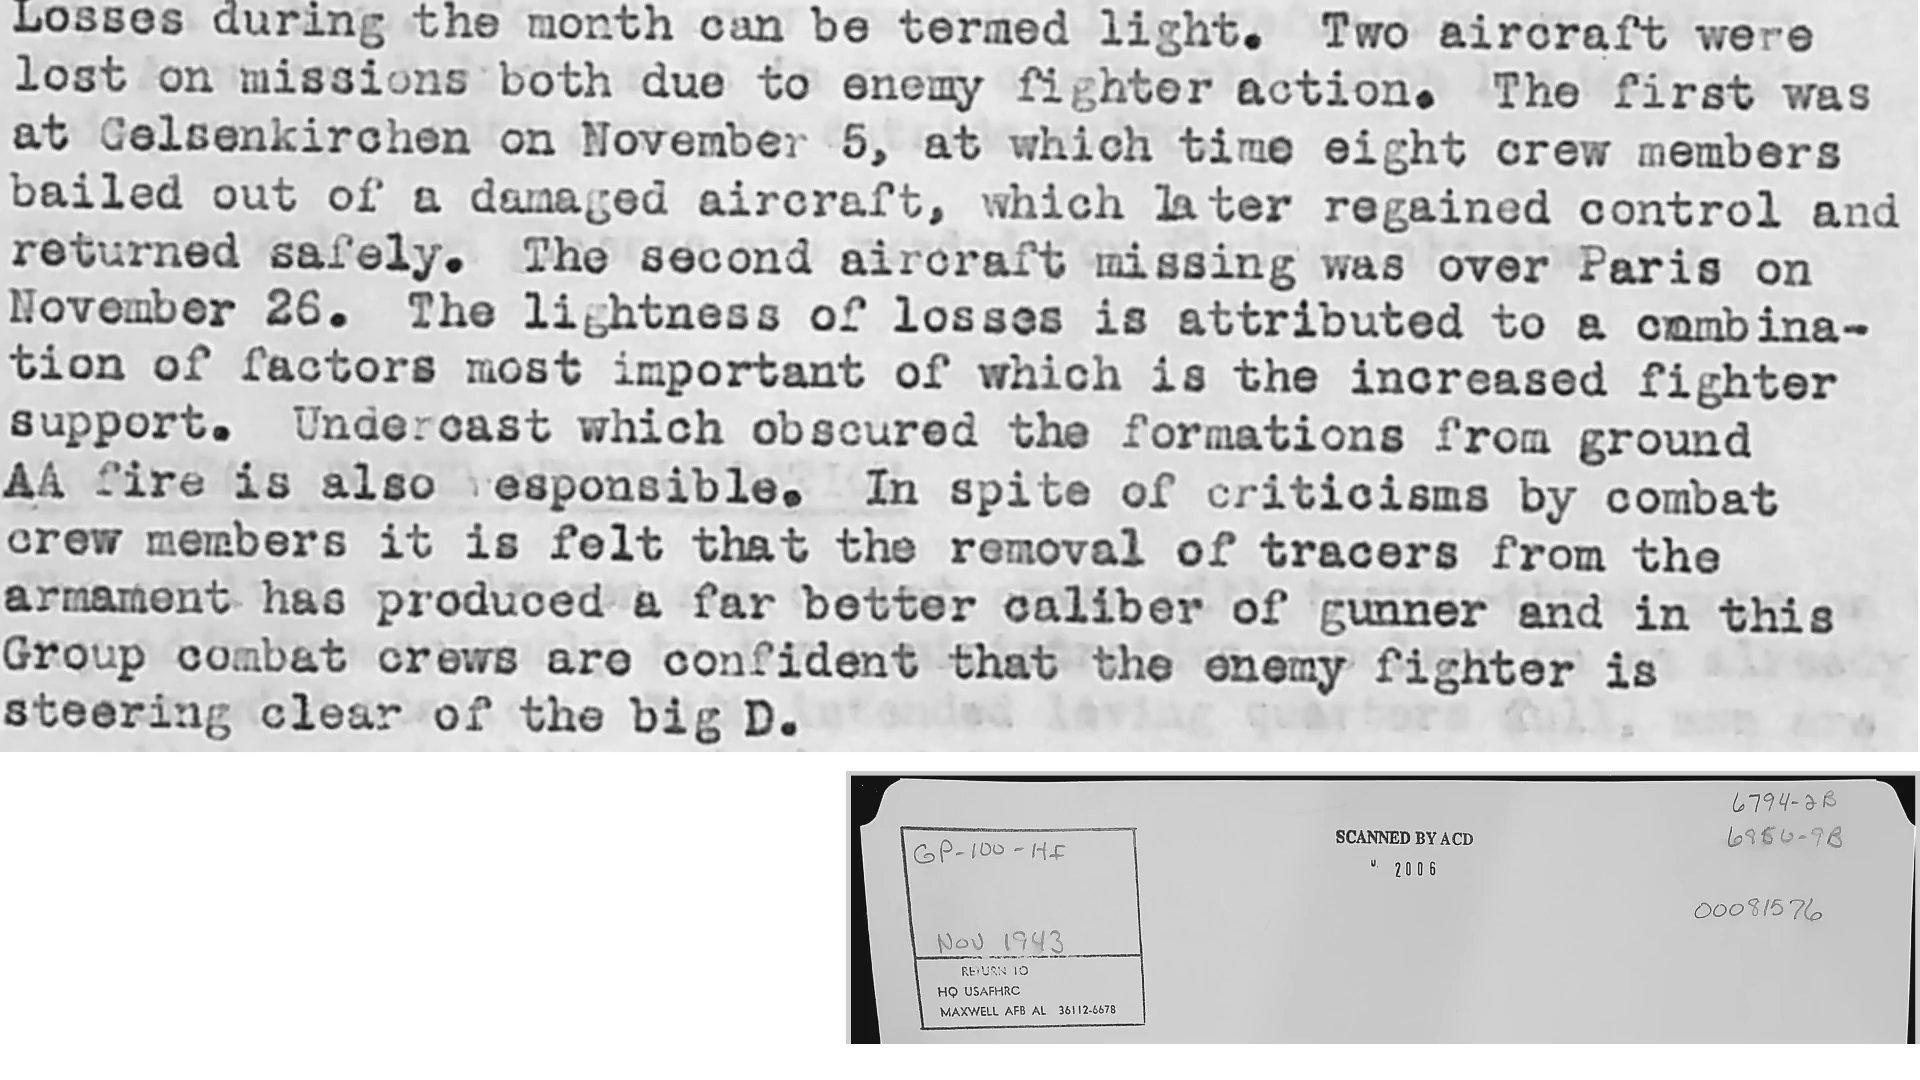 Losses during the month can be termed light. Two aircraft were
lost on missions both due to enemy fighter action. The first was
at Gelsenkirchen on November 5, at which time eight crew members
bailed out of a damaged aircraft, which later regained control and
returned safely. The second aircraft missing was over Paris on
November 26. The lightness of losses is attributed to a cmmbina-
tion of factors most important of which is the increased fighter
support. Undercast which obscured the formations from ground
AA fire is also responsible. In spite of criticisms by combat
crew members it is felt that the removal of tracers from the
armament has produced a far better caliber of gunner and in this
Group combat crews are confident that the enemy fighter is
steering clear of the big D.
6794-2B
6950-9B
SCANNED BY ACD
2006
00081576
GP-100-HI
NOV 1943
RETURN TO
HQ USAFHRC
MAXWELL AFB AL 36112-6678